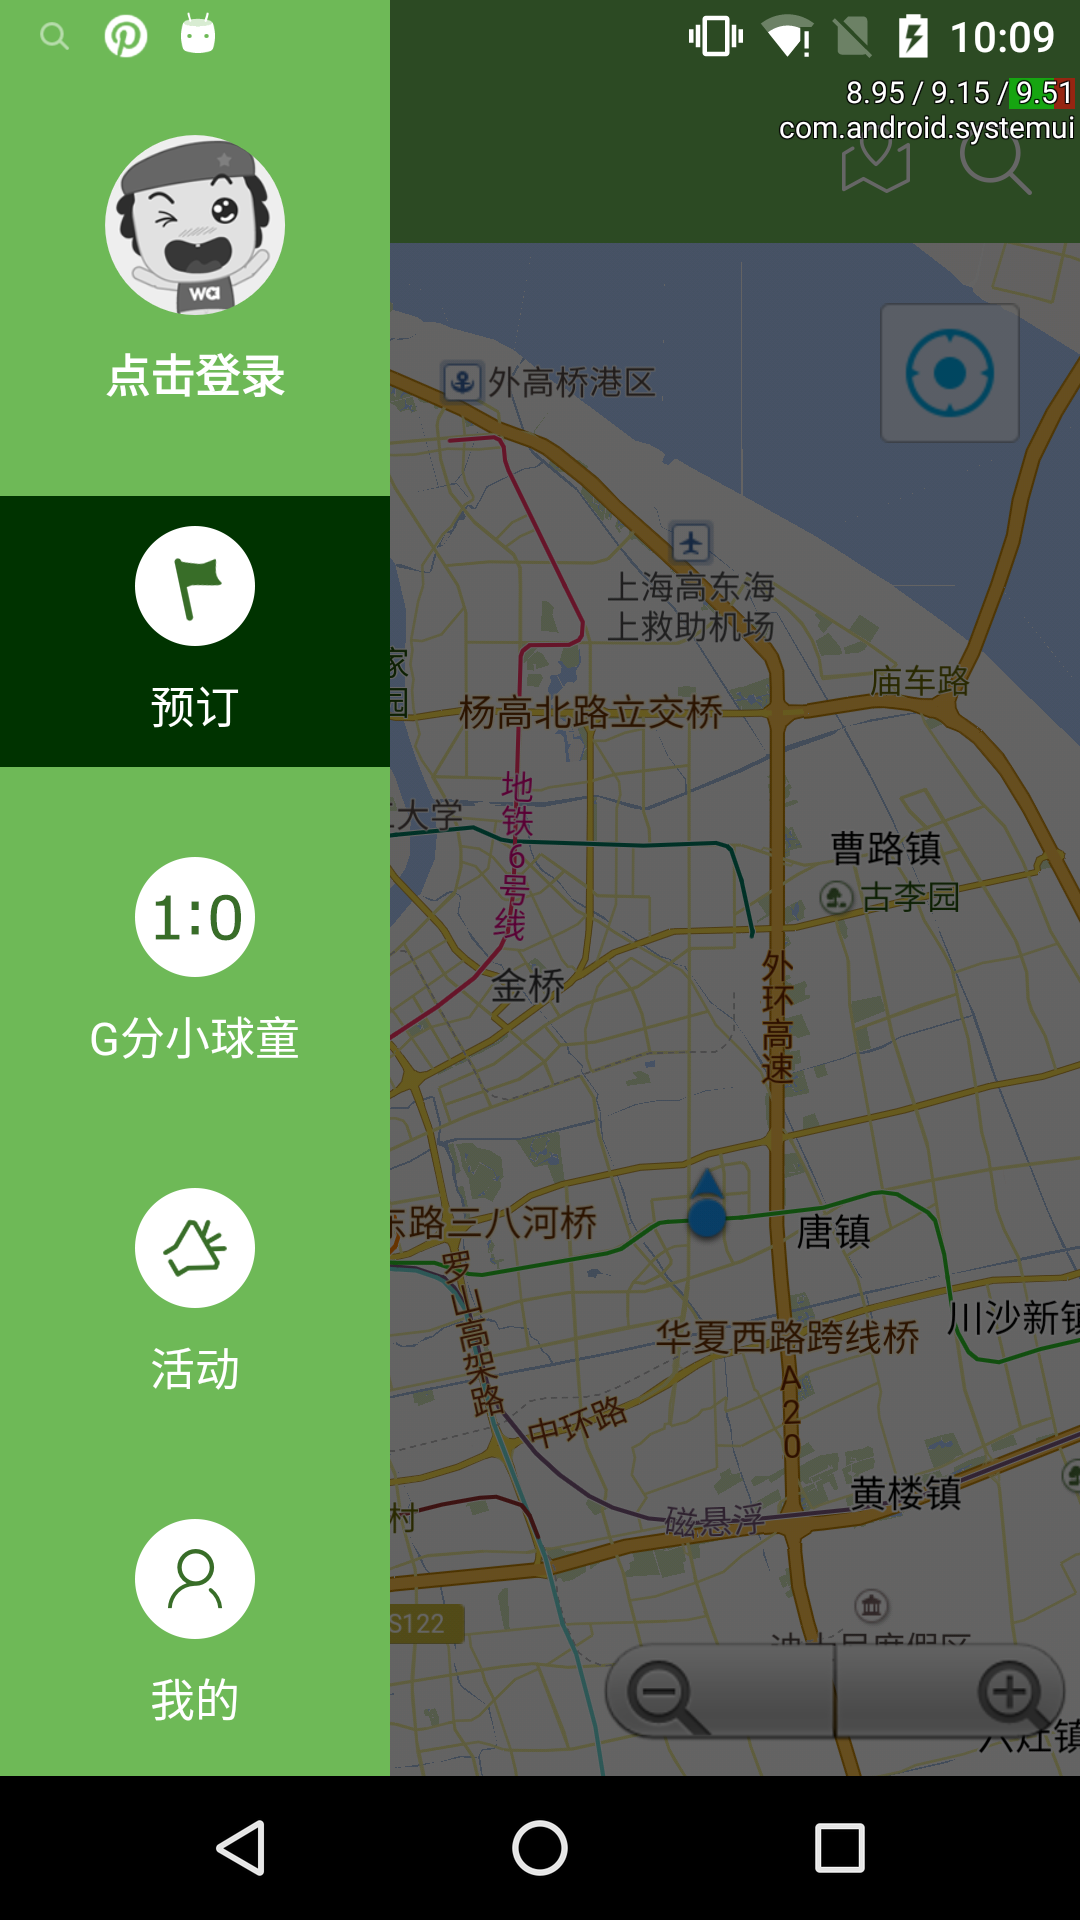 10:09
8.95 / 9.15 / 9.51
com.android.systemui
wai
点击登录
预订
1:0
G分小球童
活动
我的
外高桥港区
上海高东海
上救助机场
家
园
庙车路
杨高北路立交桥
地铁6号线
大学
曹路镇
古李园
金桥
外环高速
东路三八河桥
唐镇
罗山高架路
川沙新镇
华夏西路跨线桥
A20
中环路
黄楼镇
村
磁悬浮
S122